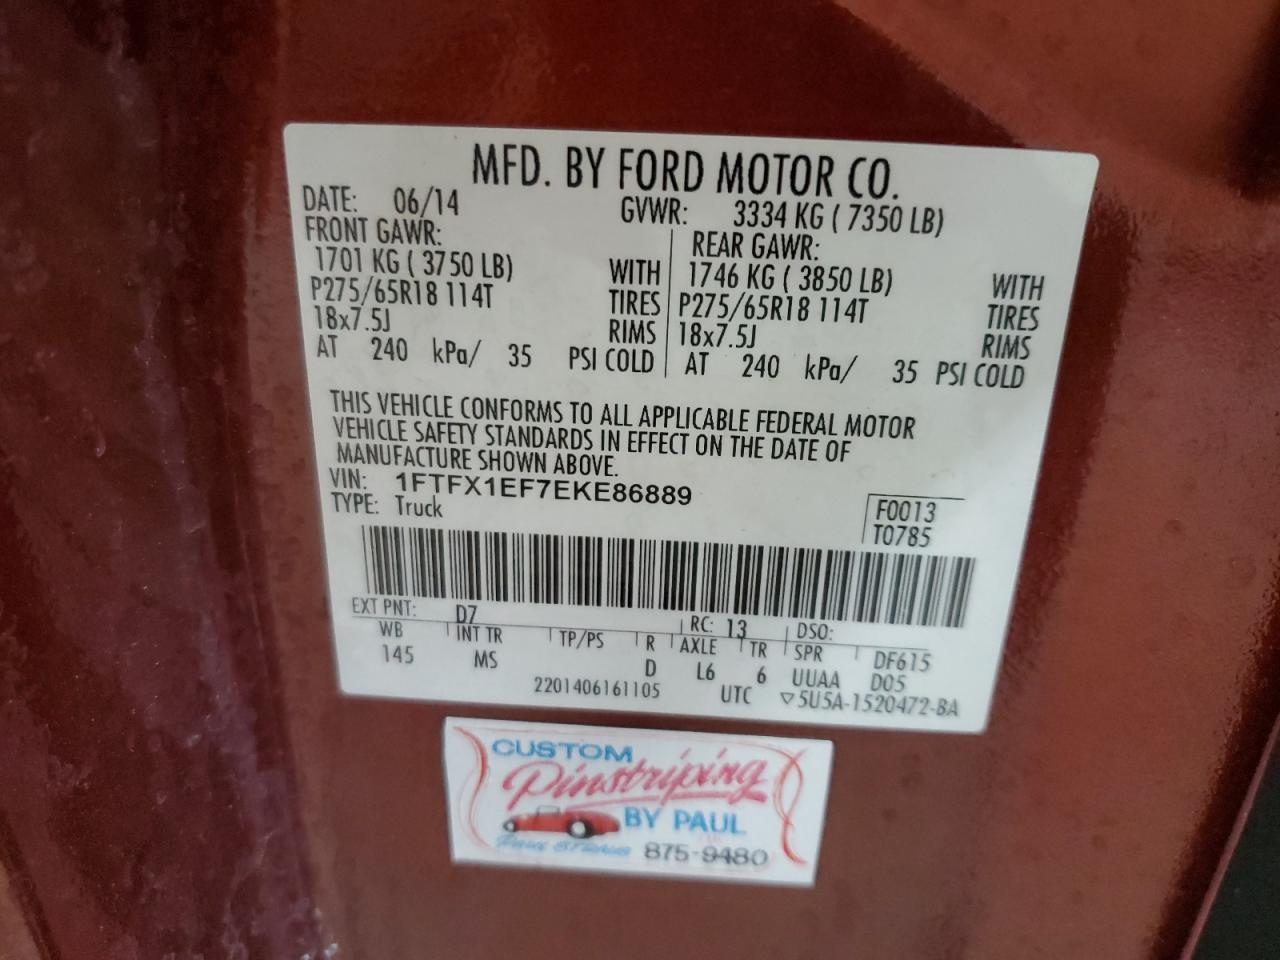 MFD. BY FORD MOTOR CO.
DATE: 06/14 GVWR: 3334 KG ( 7350 LB)
FRONT GAWR: REAR GAWR:
1701 KG ( 3750 LB) WITH 1746 KG ( 3850 LB) WITH
P275/65R18 114T TIRES P275/65R18 114T TIRES
18x7.5J RIMS 18x7.5J RIMS
AT 240 kPa/ 35 PSI COLD AT 240 kPa/ 35 PSI COLD
THIS VEHICLE CONFORMS TO ALL APPLICABLE FEDERAL MOTOR
VEHICLE SAFETY STANDARDS IN EFFECT ON THE DATE OF
MANUFACTURE SHOWN ABOVE.
VIN: 1FTFX1EF7EKE86889
TYPE: Truck
F0013
T0785
EXT PNT: D7 RC: 13 DSO:
WB INT TR TP/PS R AXLE TR SPR DF615
145 MS D L6 6 UUAA D05
2201406161105 UTC ▽5U5A-1520472-BA
CUSTOM
Pinstriping
BY PAUL
875-9480